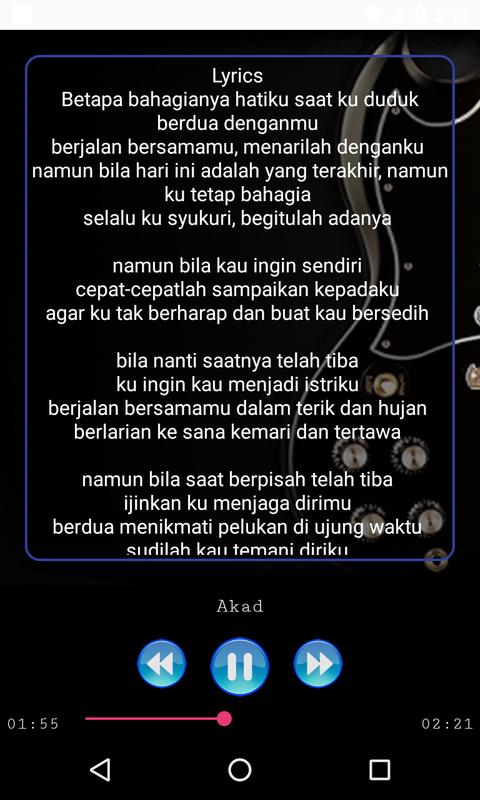 3:17
Lyrics
Betapa bahagianya hatiku saat ku duduk
berdua denganmu
berjalan bersamamu, menarilah denganku
namun bila hari ini adalah yang terakhir, namun
ku tetap bahagia
selalu ku syukuri, begitulah adanya
namun bila kau ingin sendiri
cepat-cepatlah sampaikan kepadaku
agar ku tak berharap dan buat kau bersedih
bila nanti saatnya telah tiba
ku ingin kau menjadi istriku
berjalan bersamamu dalam terik dan hujan
berlarian ke sana kemari dan tertawa
namun bila saat berpisah telah tiba
ijinkan ku menjaga dirimu
berdua menikmati pelukan di ujung waktu
sudilah kau temani diriku
Akad
01:55
02:21